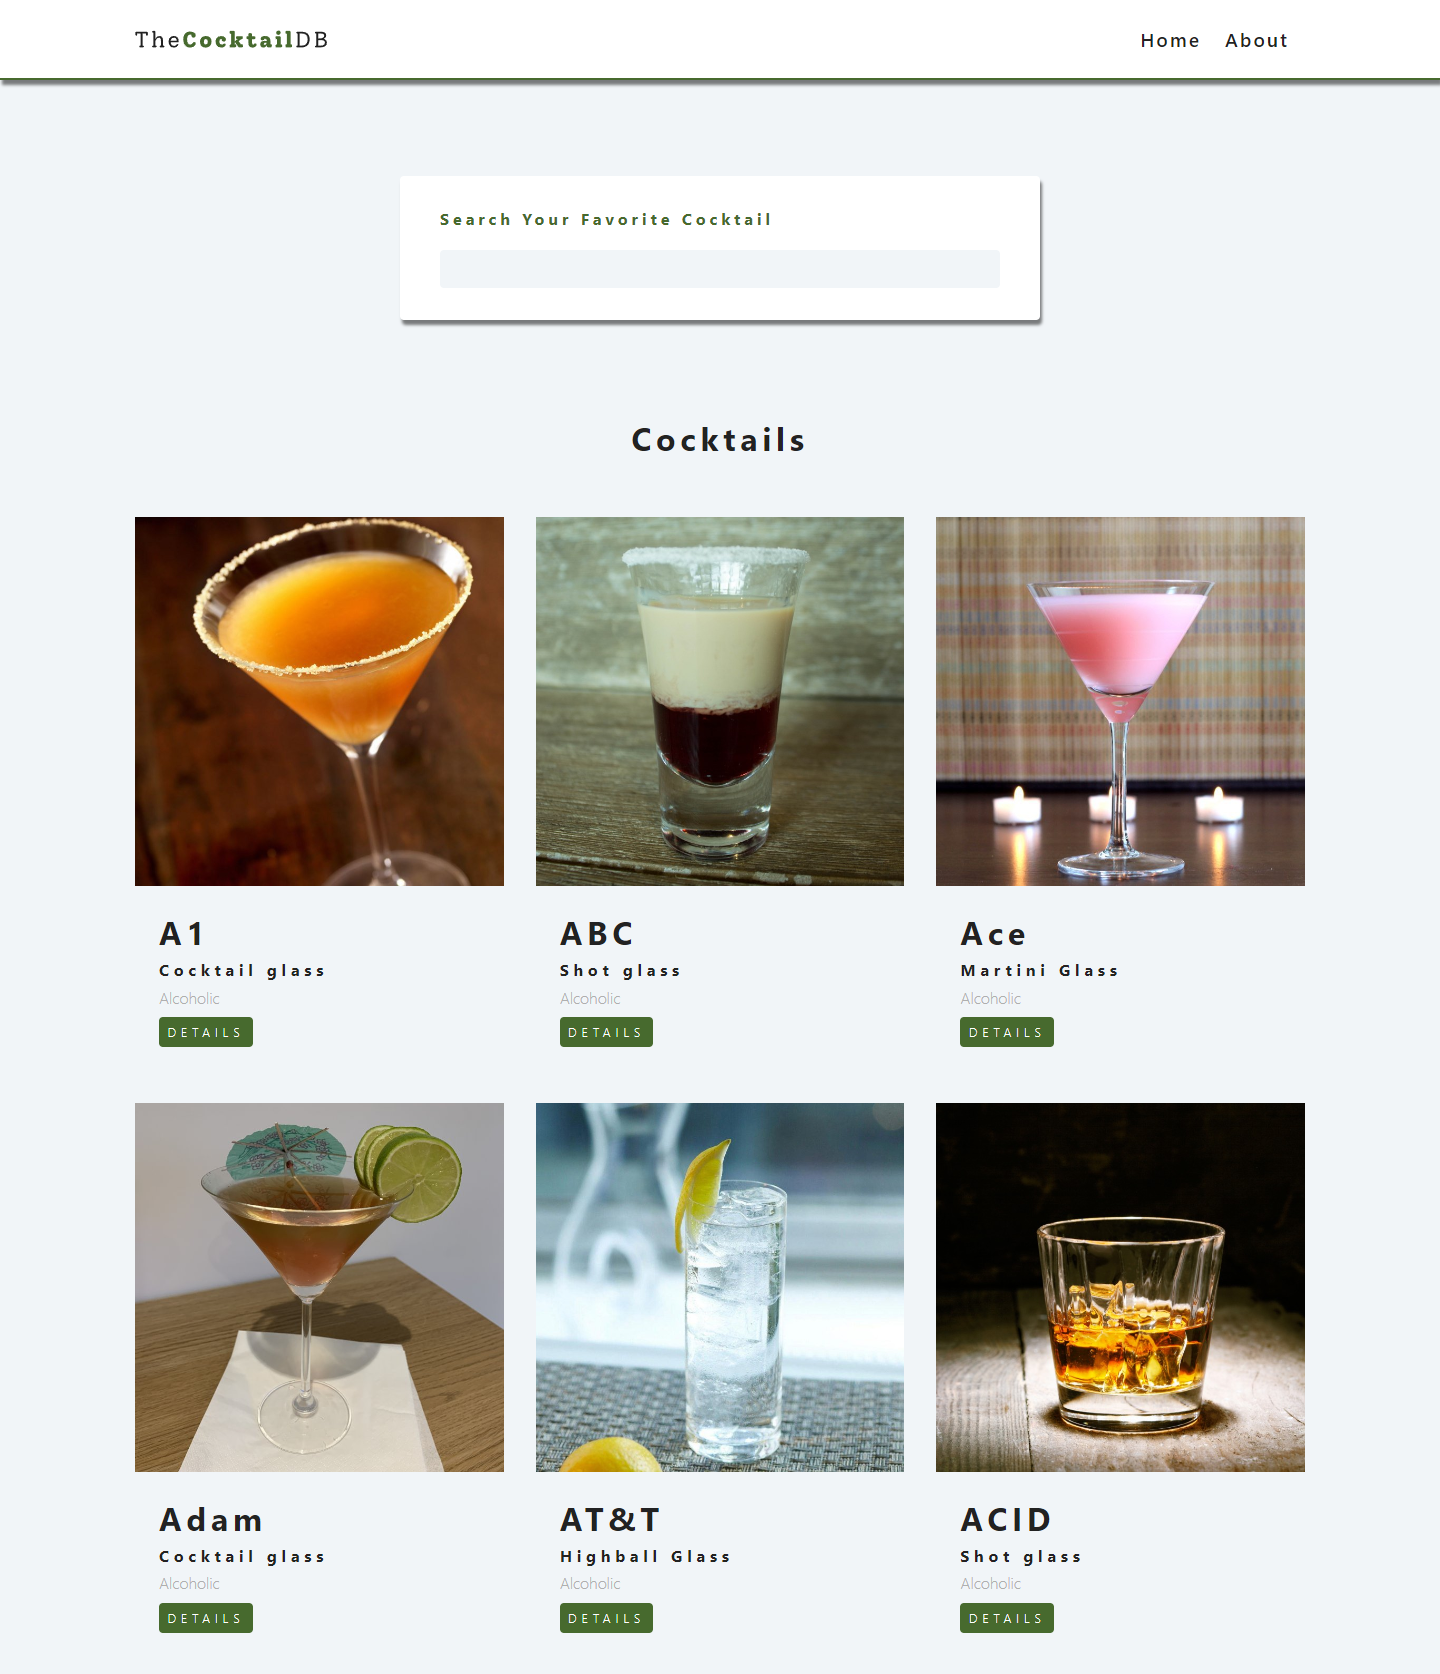 TheCocktailDB
Home About
Search Your Favorite Cocktail
Cocktails
A1
Cocktail glass
Alcoholic
DETAILS
ABC
Shot glass
Alcoholic
DETAILS
Ace
Martini Glass
Alcoholic
DETAILS
Adam
Cocktail glass
Alcoholic
DETAILS
AT&T
Highball Glass
Alcoholic
DETAILS
ACID
Shot glass
Alcoholic
DETAILS